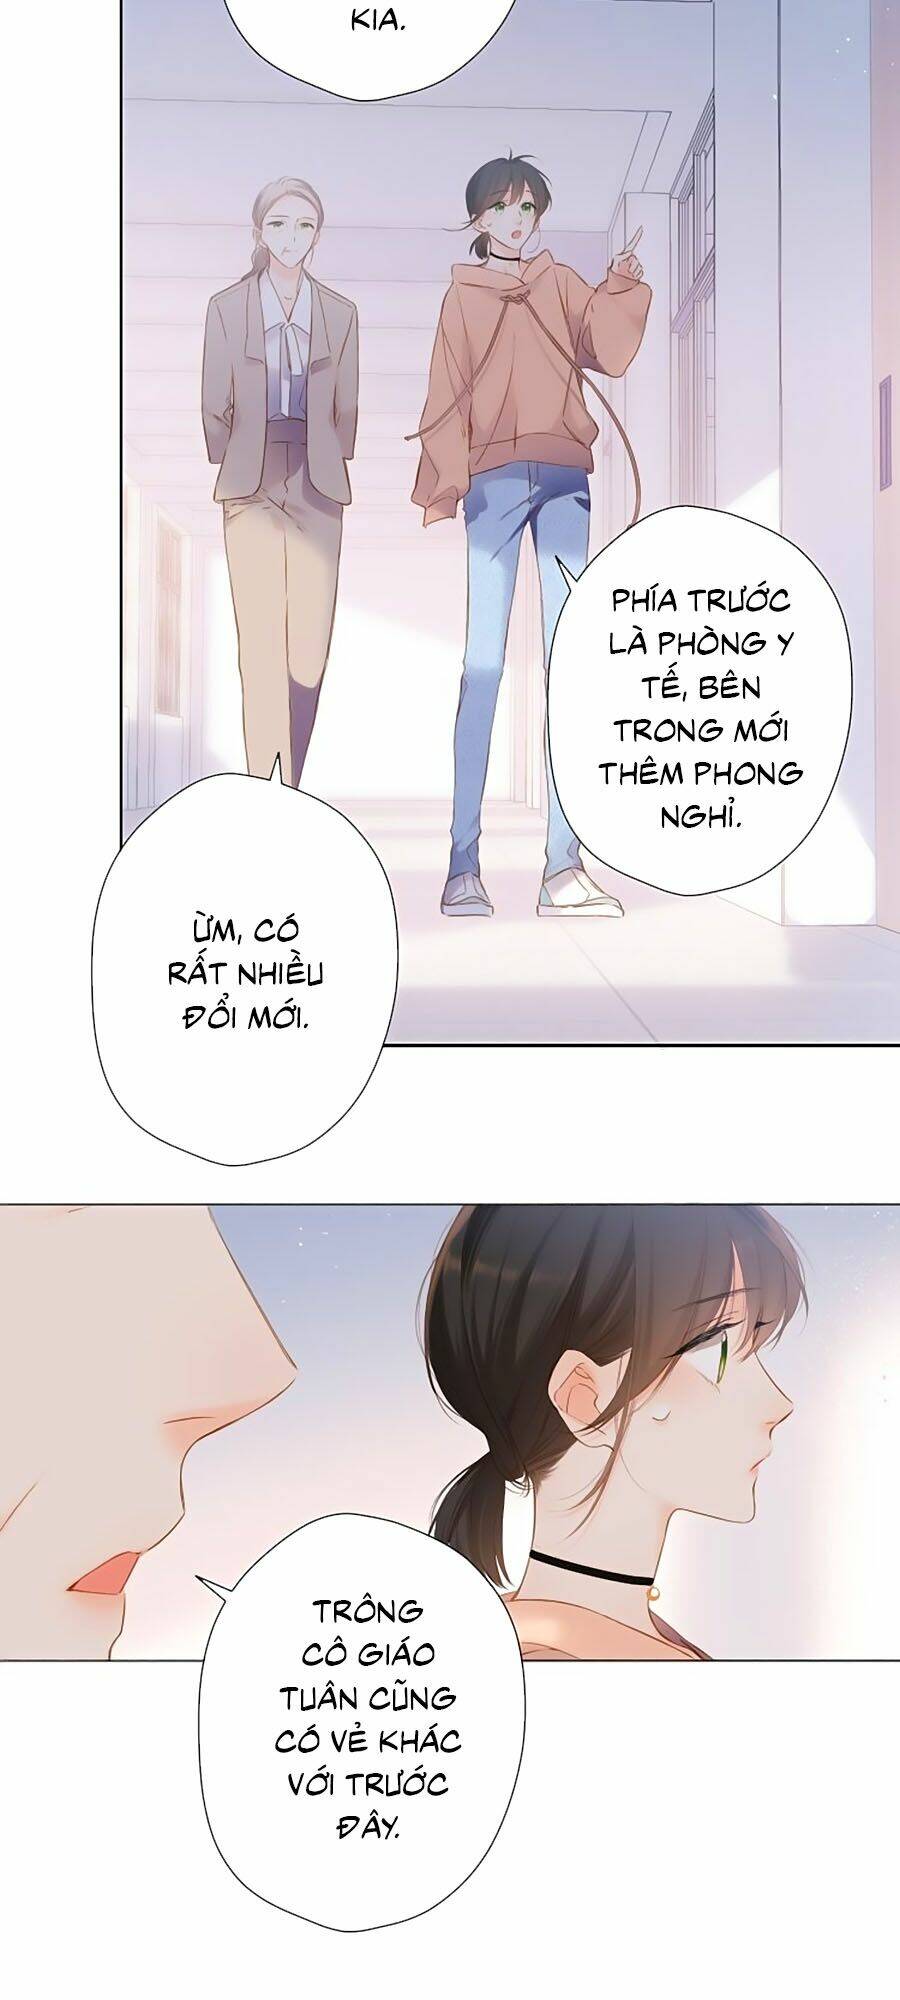 KIA.
PHÍA TRƯỚC
LÀ PHÒNG Y
TẾ, BÊN
TRONG MỚI
THÊM PHONG
NGHỈ.
ỪM, CÓ
RẤT NHIỀU
ĐỔI MỚI.
TRÔNG
CÔ GIÁO
TUÂN CŨNG
CÓ VẺ KHÁC
VỚI TRƯỚC
ĐÂY.